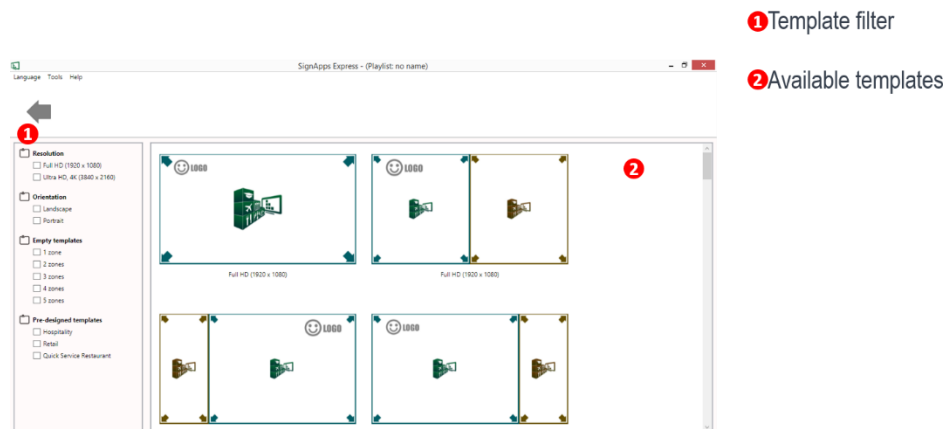 ❶Template filter
❷Available templates
SignApps Express - (Playlist: no name)
Language Tools Help
❶
Resolution
Full HD (1920 x 1080)
Ultra HD, 4K (3840 x 2160)
Orientation
Landscape
Portrait
Empty templates
1 zone
2 zones
3 zones
4 zones
5 zones
Pre-designed templates
Hospitality
Retail
Quick Service Restaurant
LOGO
LOGO
❷
Full HD (1920 x 1080)
Full HD (1920 x 1080)
LOGO
LOGO